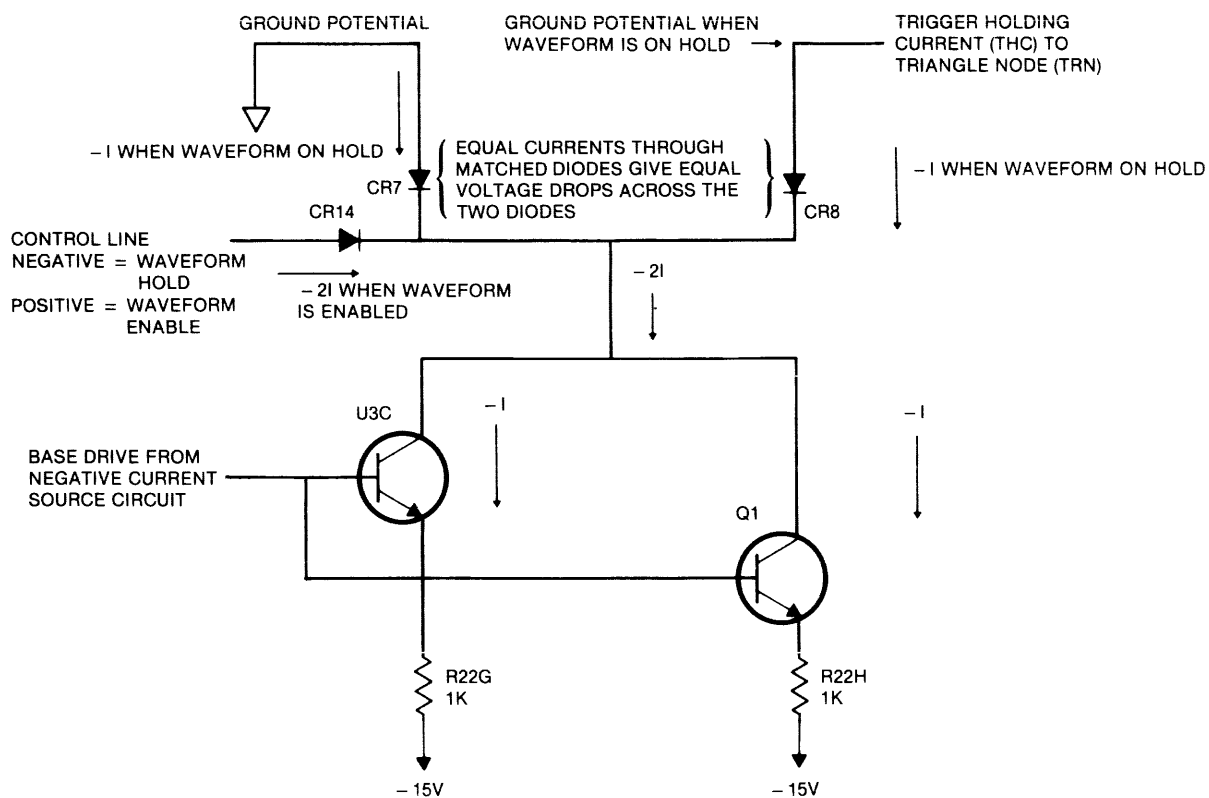 GROUND POTENTIAL
GROUND POTENTIAL WHEN
WAVEFORM IS ON HOLD
TRIGGER HOLDING
CURRENT (THC) TO
TRIANGLE NODE (TRN)
– I WHEN WAVEFORM ON HOLD
EQUAL CURRENTS THROUGH
MATCHED DIODES GIVE EQUAL
VOLTAGE DROPS ACROSS THE
TWO DIODES
– I WHEN WAVEFORM ON HOLD
CR7
CR8
CR14
CONTROL LINE
NEGATIVE = WAVEFORM
HOLD
POSITIVE = WAVEFORM
ENABLE
– 2I WHEN WAVEFORM
IS ENABLED
– 2I
U3C
– I
– I
BASE DRIVE FROM
NEGATIVE CURRENT
SOURCE CIRCUIT
Q1
R22G
1K
R22H
1K
– 15V
– 15V